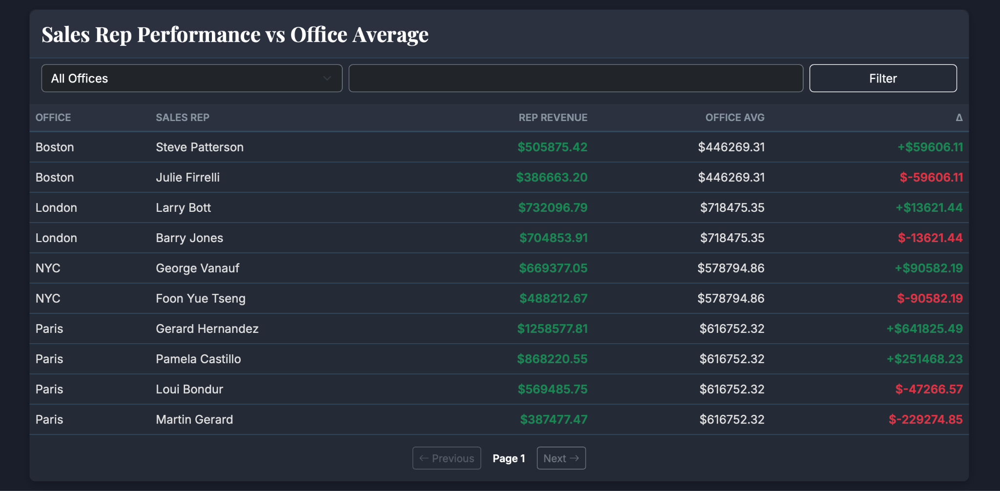 Sales Rep Performance vs Office Average
All Offices Filter
OFFICE SALES REP REP REVENUE OFFICE AVG Δ
Boston Steve Patterson $505875.42 $446269.31 +$59606.11
Boston Julie Firrelli $386663.20 $446269.31 $-59606.11
London Larry Bott $732096.79 $718475.35 +$13621.44
London Barry Jones $704853.91 $718475.35 $-13621.44
NYC George Vanauf $669377.05 $578794.86 +$90582.19
NYC Foon Yue Tseng $488212.67 $578794.86 $-90582.19
Paris Gerard Hernandez $1258577.81 $616752.32 +$641825.49
Paris Pamela Castillo $868220.55 $616752.32 +$251468.23
Paris Loui Bondur $569485.75 $616752.32 $-47266.57
Paris Martin Gerard $387477.47 $616752.32 $-229274.85
← Previous Page 1 Next →